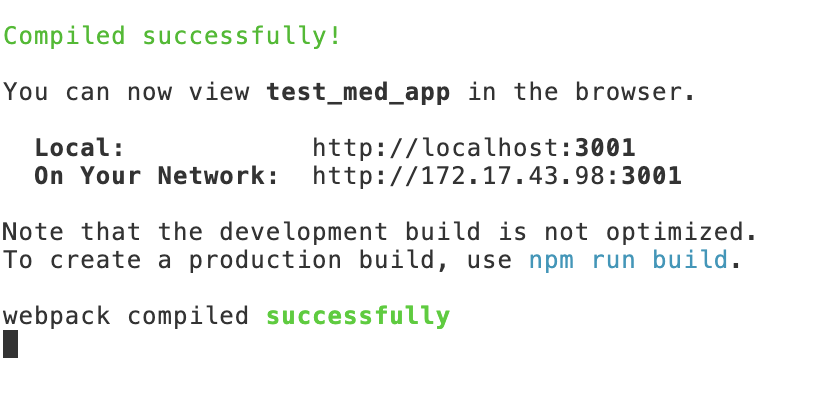 Compiled successfully!
You can now view test_med_app in the browser.
Local: http://localhost:3001
On Your Network: http://172.17.43.98:3001
Note that the development build is not optimized.
To create a production build, use npm run build.
webpack compiled successfully